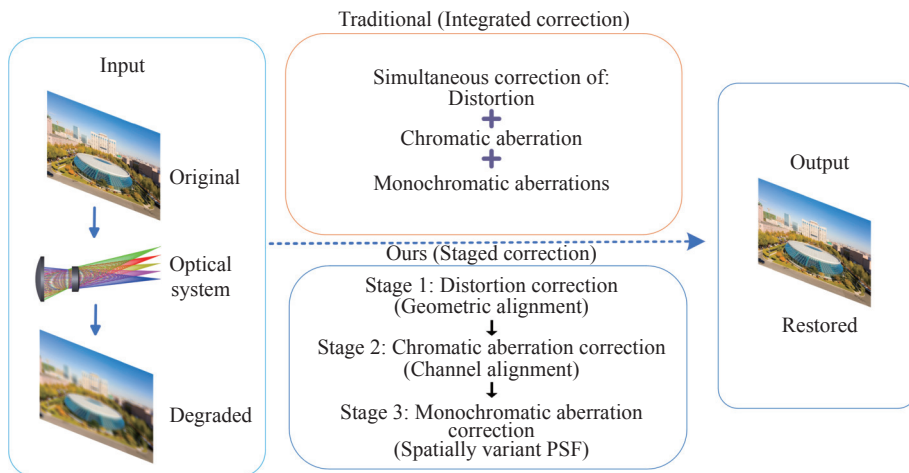 Traditional (Integrated correction)
Input
Original
Optical
system
Degraded
Simultaneous correction of:
Distortion
Chromatic aberration
Monochromatic aberrations
Ours (Staged correction)
Stage 1: Distortion correction
(Geometric alignment)
Stage 2: Chromatic aberration correction
(Channel alignment)
Stage 3: Monochromatic aberration
correction
(Spatially variant PSF)
Output
Restored